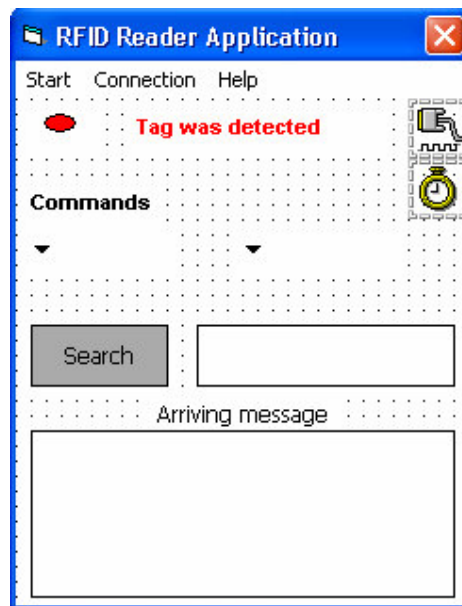 RFID Reader Application
Start Connection Help
Tag was detected
Commands
Search
Arriving message